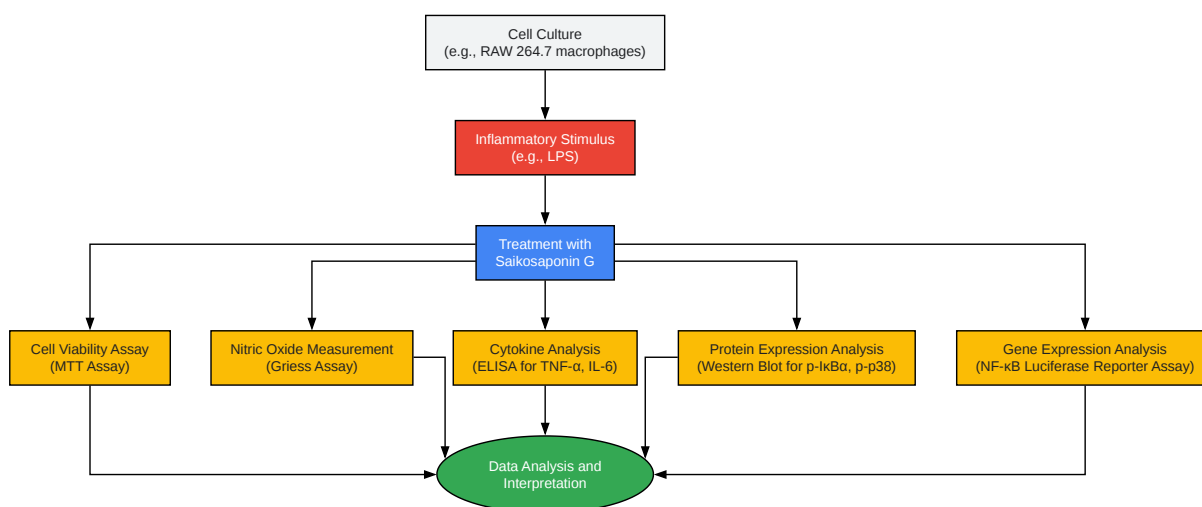 Cell Culture
(e.g., RAW 264.7 macrophages)
Inflammatory Stimulus
(e.g., LPS)
Treatment with
Saikosaponin G
Cell Viability Assay
(MTT Assay)
Nitric Oxide Measurement
(Griess Assay)
Cytokine Analysis
(ELISA for TNF-α, IL-6)
Protein Expression Analysis
(Western Blot for p-IκBα, p-p38)
Gene Expression Analysis
(NF-κB Luciferase Reporter Assay)
Data Analysis and
Interpretation